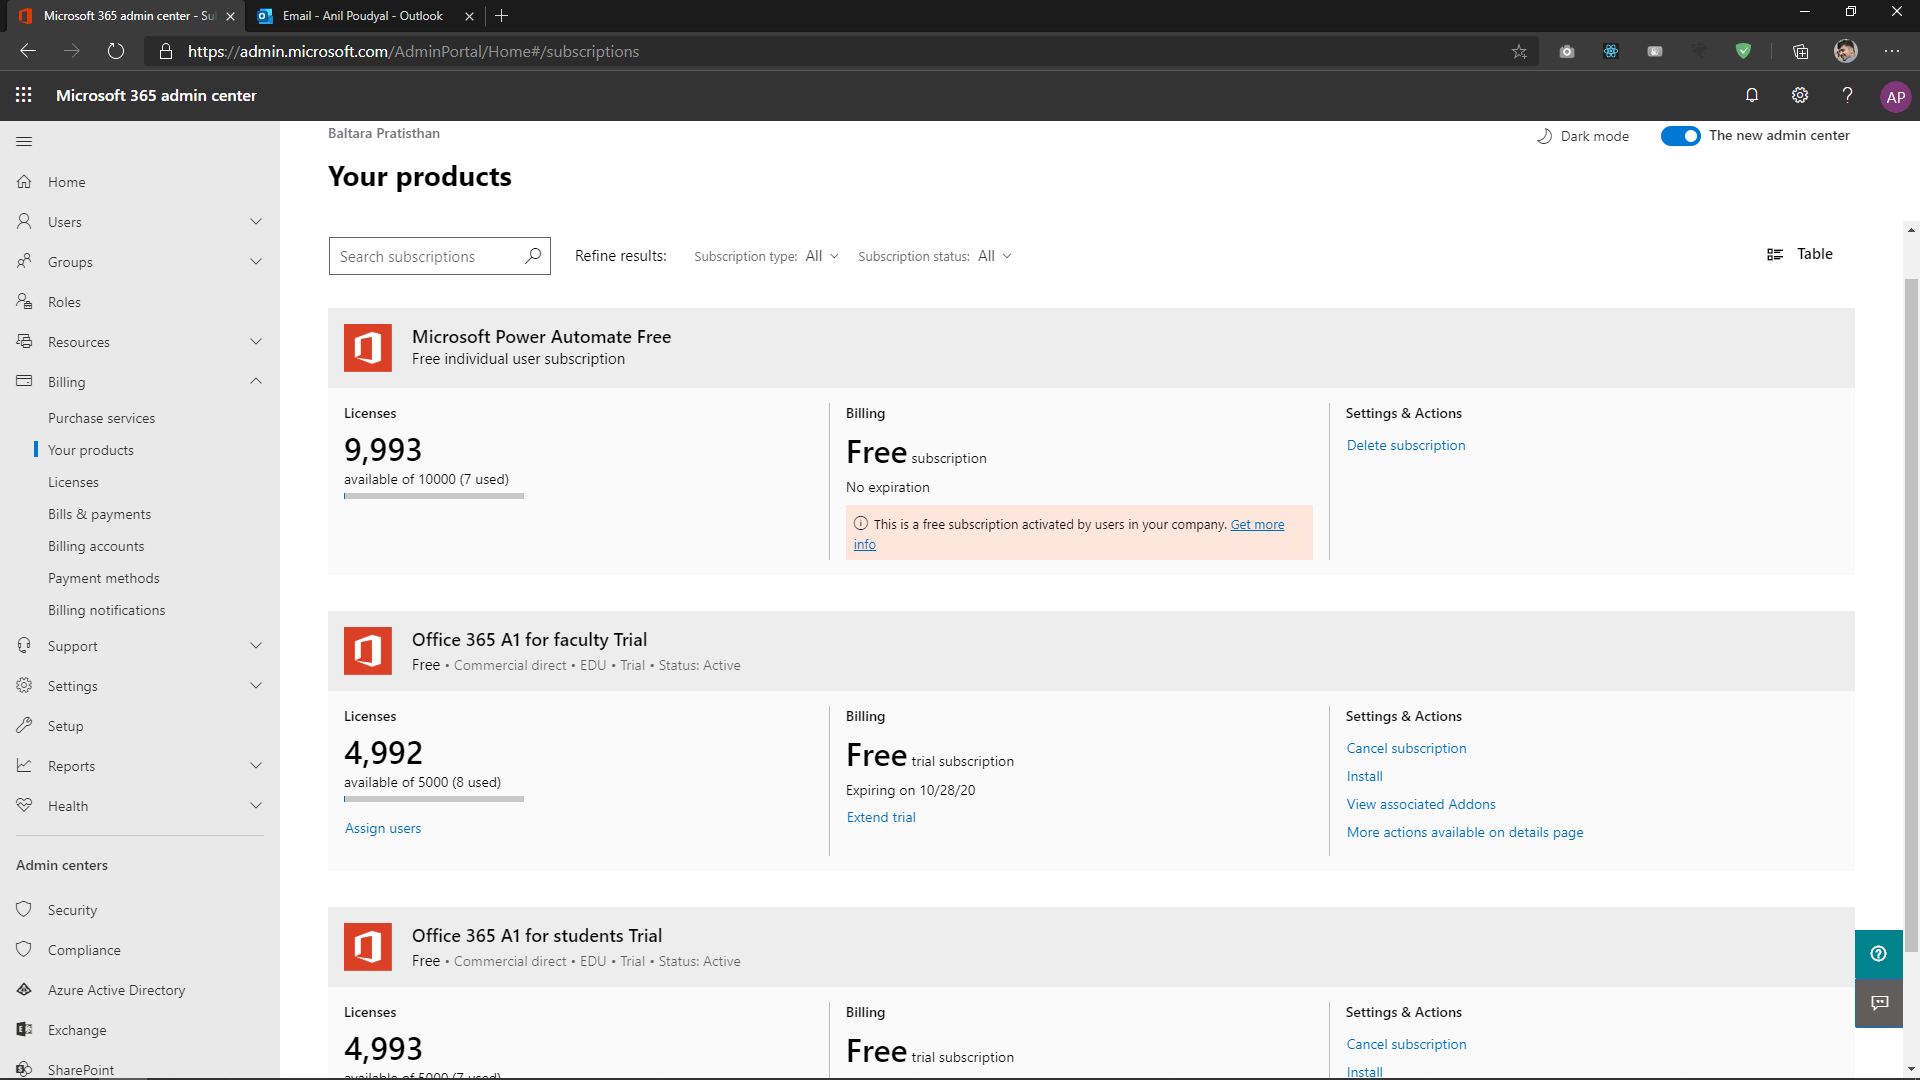 Microsoft 365 admin center - Su
Email - Anil Poudyal - Outlook
https://admin.microsoft.com/AdminPortal/Home#/subscriptions
Microsoft 365 admin center
AP
Baltara Pratisthan
Dark mode
The new admin center
Your products
Home
Users
Groups
Roles
Resources
Billing
Purchase services
Your products
Licenses
Bills & payments
Billing accounts
Payment methods
Billing notifications
Support
Settings
Setup
Reports
Health
Admin centers
Security
Compliance
Azure Active Directory
Exchange
SharePoint
Search subscriptions
Refine results:
Subscription type: All
Subscription status: All
Table
Microsoft Power Automate Free
Free individual user subscription
Licenses
9,993
available of 10000 (7 used)
Billing
Free subscription
No expiration
This is a free subscription activated by users in your company. Get more
info
Settings & Actions
Delete subscription
Office 365 A1 for faculty Trial
Free • Commercial direct • EDU • Trial • Status: Active
Licenses
4,992
available of 5000 (8 used)
Assign users
Billing
Free trial subscription
Expiring on 10/28/20
Extend trial
Settings & Actions
Cancel subscription
Install
View associated Addons
More actions available on details page
Office 365 A1 for students Trial
Free • Commercial direct • EDU • Trial • Status: Active
Licenses
4,993
available of 5000 (7 used)
Billing
Free trial subscription
Settings & Actions
Cancel subscription
Install